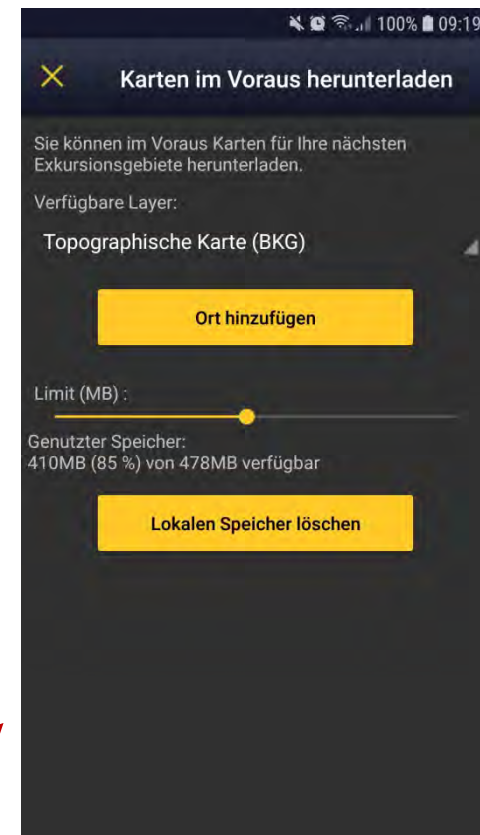 100% 09:19
Karten im Voraus herunterladen
Sie können im Voraus Karten für Ihre nächsten
Exkursionsgebiete herunterladen.
Verfügbare Layer:
Topographische Karte (BKG)
Ort hinzufügen
Limit (MB) :
Genutzter Speicher:
410MB (85 %) von 478MB verfügbar
Lokalen Speicher löschen